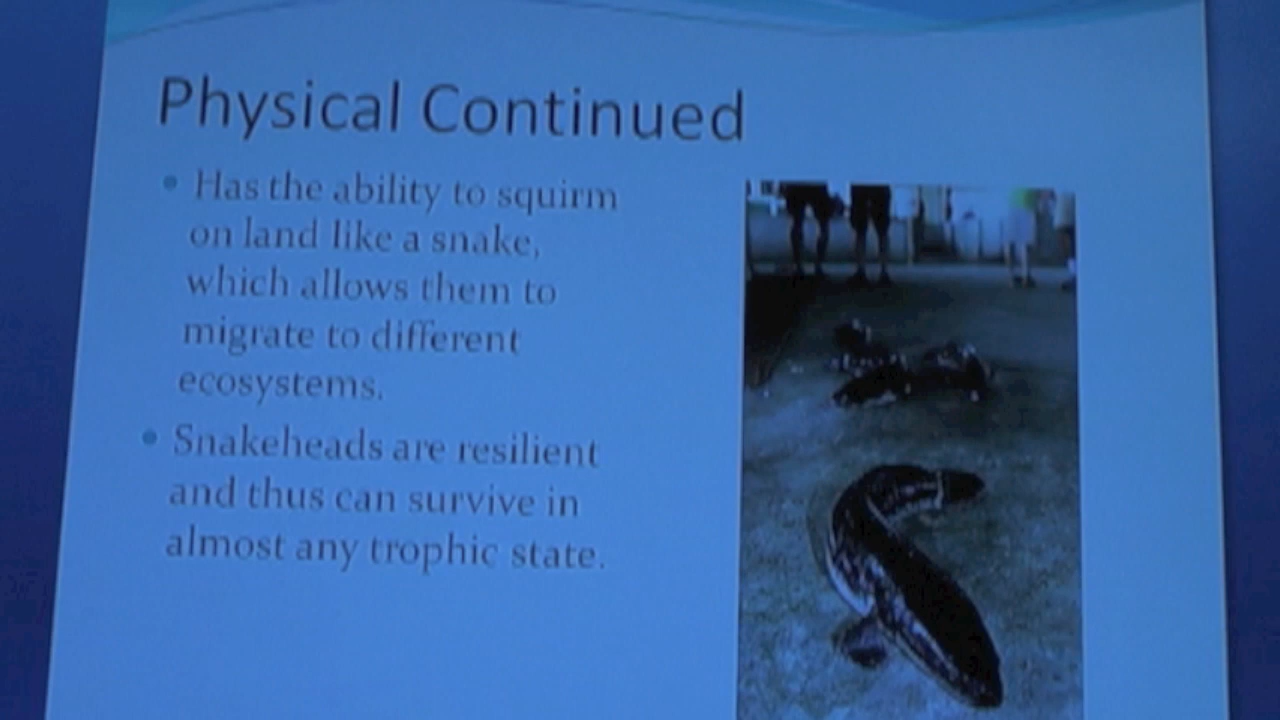 Physical Continued
Has the ability to squirm
on land like a snake,
which allows them to
migrate to different
ecosystems.
Snakeheads are resilient
and thus can survive in
almost any trophic state.